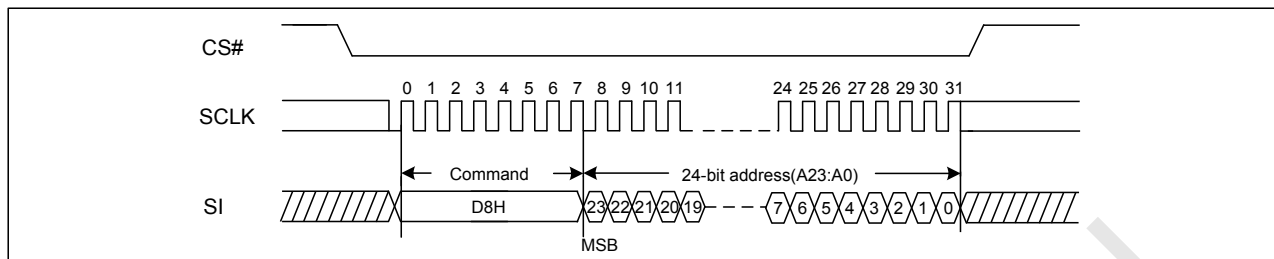 CS#
0 1 2 3 4 5 6 7 8 9 10 11 24 25 26 27 28 29 30 31
SCLK
Command 24-bit address(A23:A0)
SI D8H 23 22 21 20 19 7 6 5 4 3 2 1 0
MSB